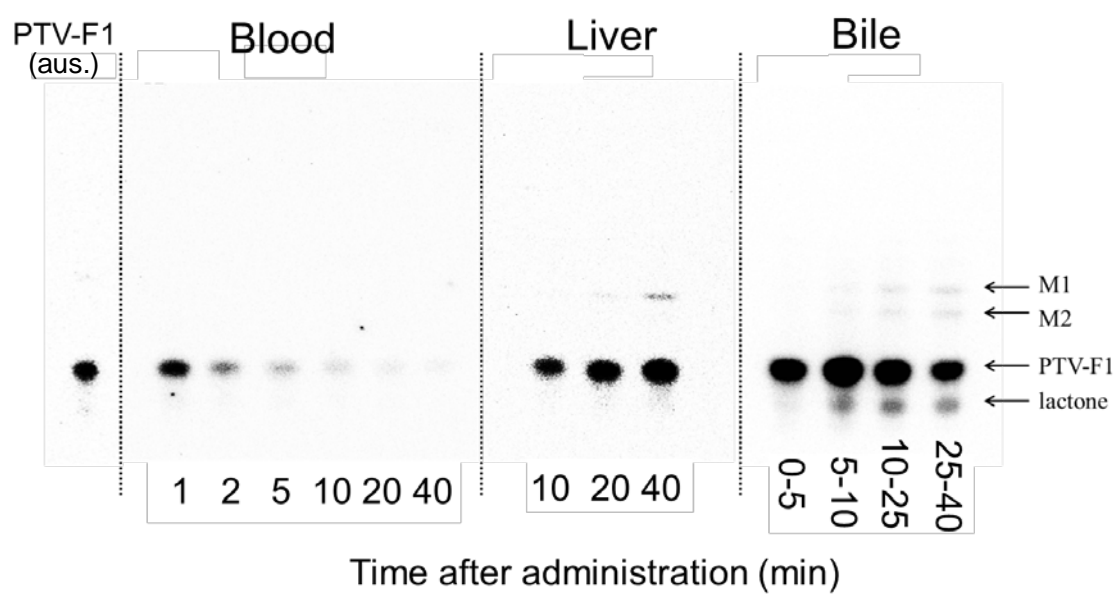 PTV-F1
(aus.)
Blood
Liver
Bile
M1
M2
PTV-F1
lactone
1 2 5 10 20 40
10 20 40
0-5 5-10 10-25 25-40
Time after administration (min)